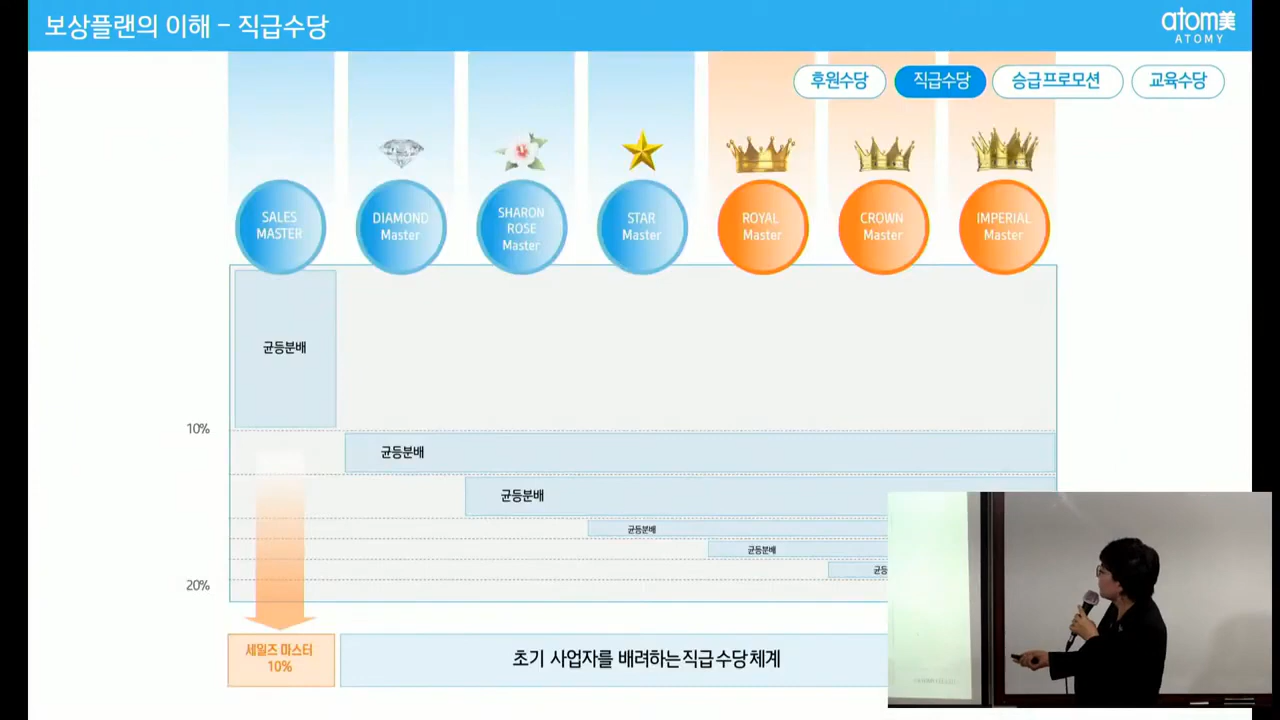 보상플랜의 이해 – 직급수당
atom美
ATOMY
후원수당
직급수당
승급 프로모션
교육수당
SALES
MASTER
DIAMOND
Master
SHARON
ROSE
Master
STAR
Master
ROYAL
Master
CROWN
Master
IMPERIAL
Master
균등분배
10%
균등분배
균등분배
균등분배
균등분배
균등
20%
세일즈 마스터
10%
초기 사업자를 배려하는 직급 수당 체계